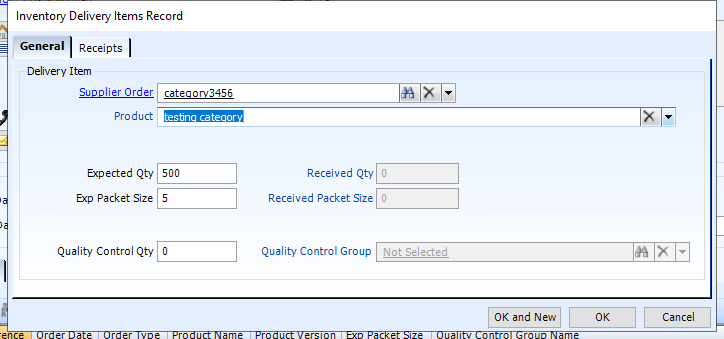 Inventory Delivery Items Record
General Receipts
Delivery Item
Supplier Order category3456
Product testing category
Expected Qty 500 Received Qty 0
Exp Packet Size 5 Received Packet Size 0
Quality Control Qty 0 Quality Control Group Not Selected
OK and New OK Cancel
rence Order Date Order Type Product Name Product Version Exp Packet Size Quality Control Group Name